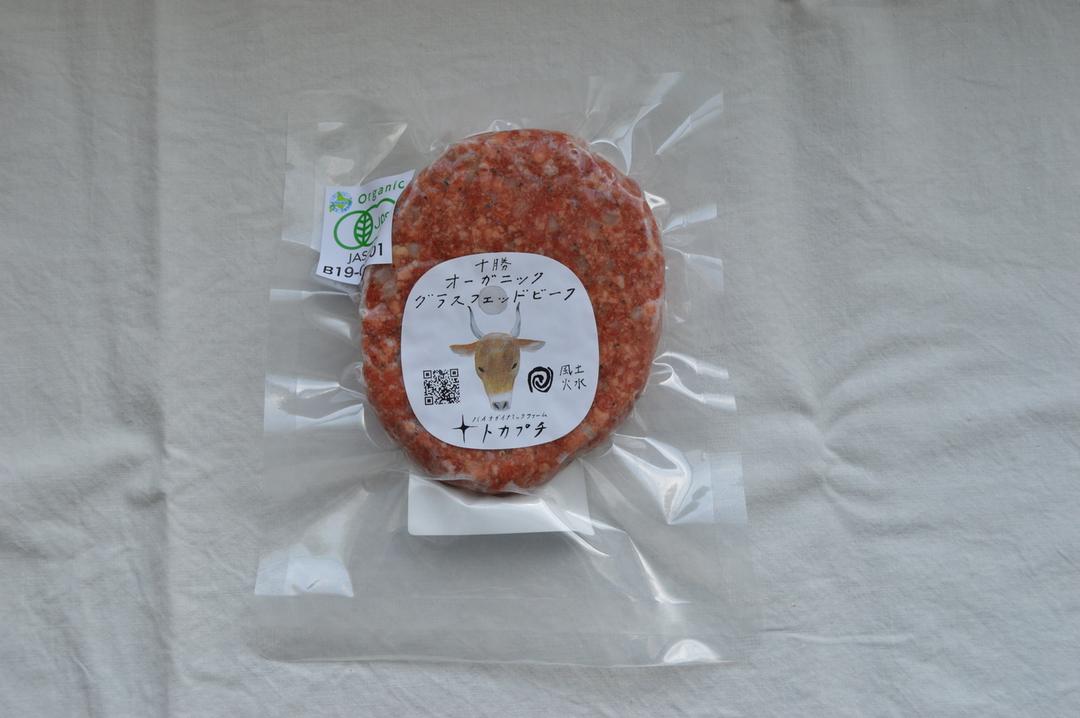 Organic
JAS
B19-
01
十勝
オーガニック
グラスフェッドビーフ
風土
火水
バイオダイナミックファーム
トカプチ